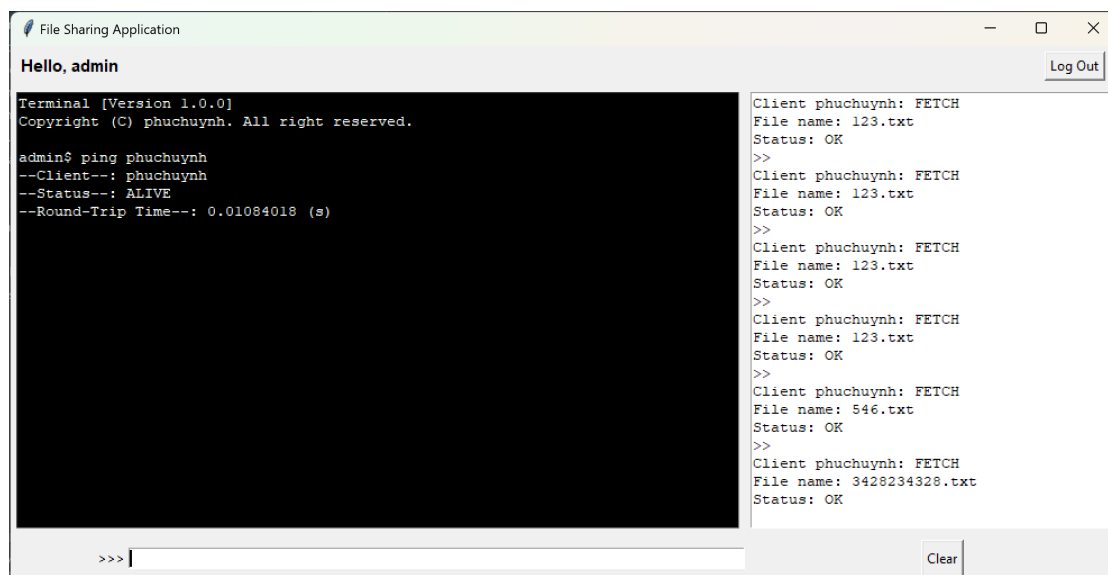 File Sharing Application
Hello, admin
Log Out
Terminal [Version 1.0.0]
Copyright (C) phuchuynh. All right reserved.
admin$ ping phuchuynh
--Client--: phuchuynh
--Status--: ALIVE
--Round-Trip Time--: 0.01084018 (s)
Client phuchuynh: FETCH
File name: 123.txt
Status: OK
>>
Client phuchuynh: FETCH
File name: 123.txt
Status: OK
>>
Client phuchuynh: FETCH
File name: 123.txt
Status: OK
>>
Client phuchuynh: FETCH
File name: 123.txt
Status: OK
>>
Client phuchuynh: FETCH
File name: 546.txt
Status: OK
>>
Client phuchuynh: FETCH
File name: 3428234328.txt
Status: OK
>>>
Clear